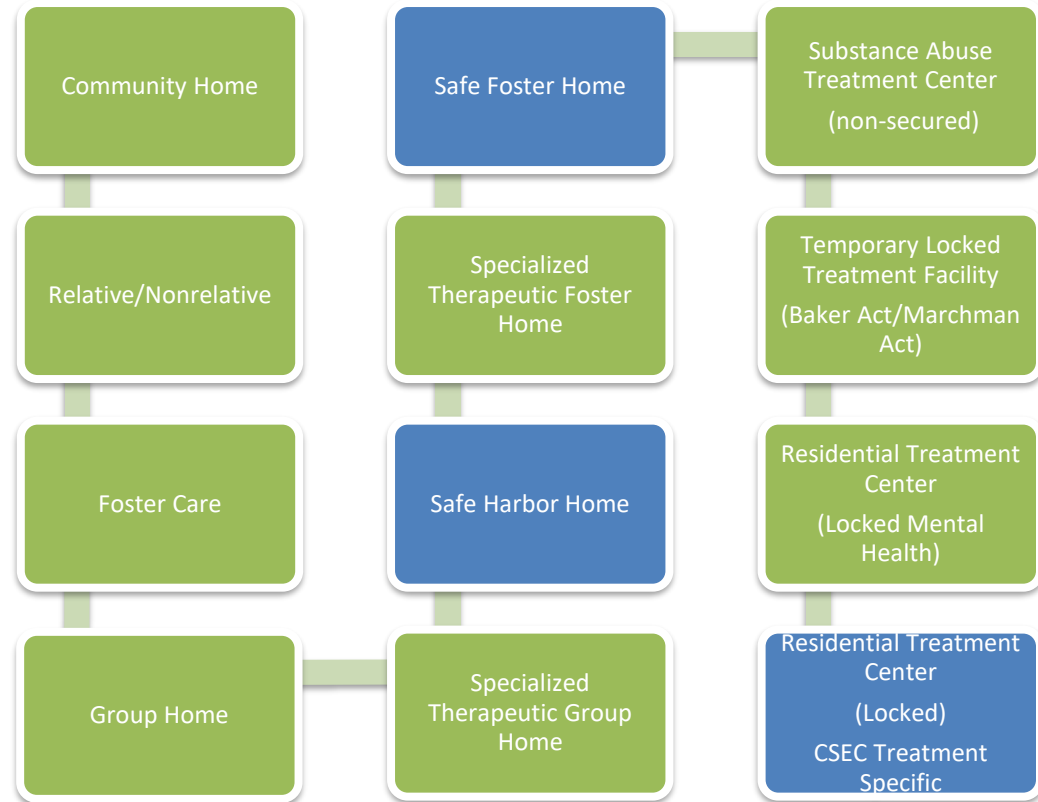 Community Home
Relative/Nonrelative
Foster Care
Group Home
Specialized
Therapeutic Group
Home
Safe Harbor Home
Specialized
Therapeutic Foster
Home
Safe Foster Home
Substance Abuse
Treatment Center
(non-secured)
Temporary Locked
Treatment Facility
(Baker Act/Marchman
Act)
Residential Treatment
Center
(Locked Mental
Health)
Residential Treatment
Center
(Locked)
CSEC Treatment
Specific